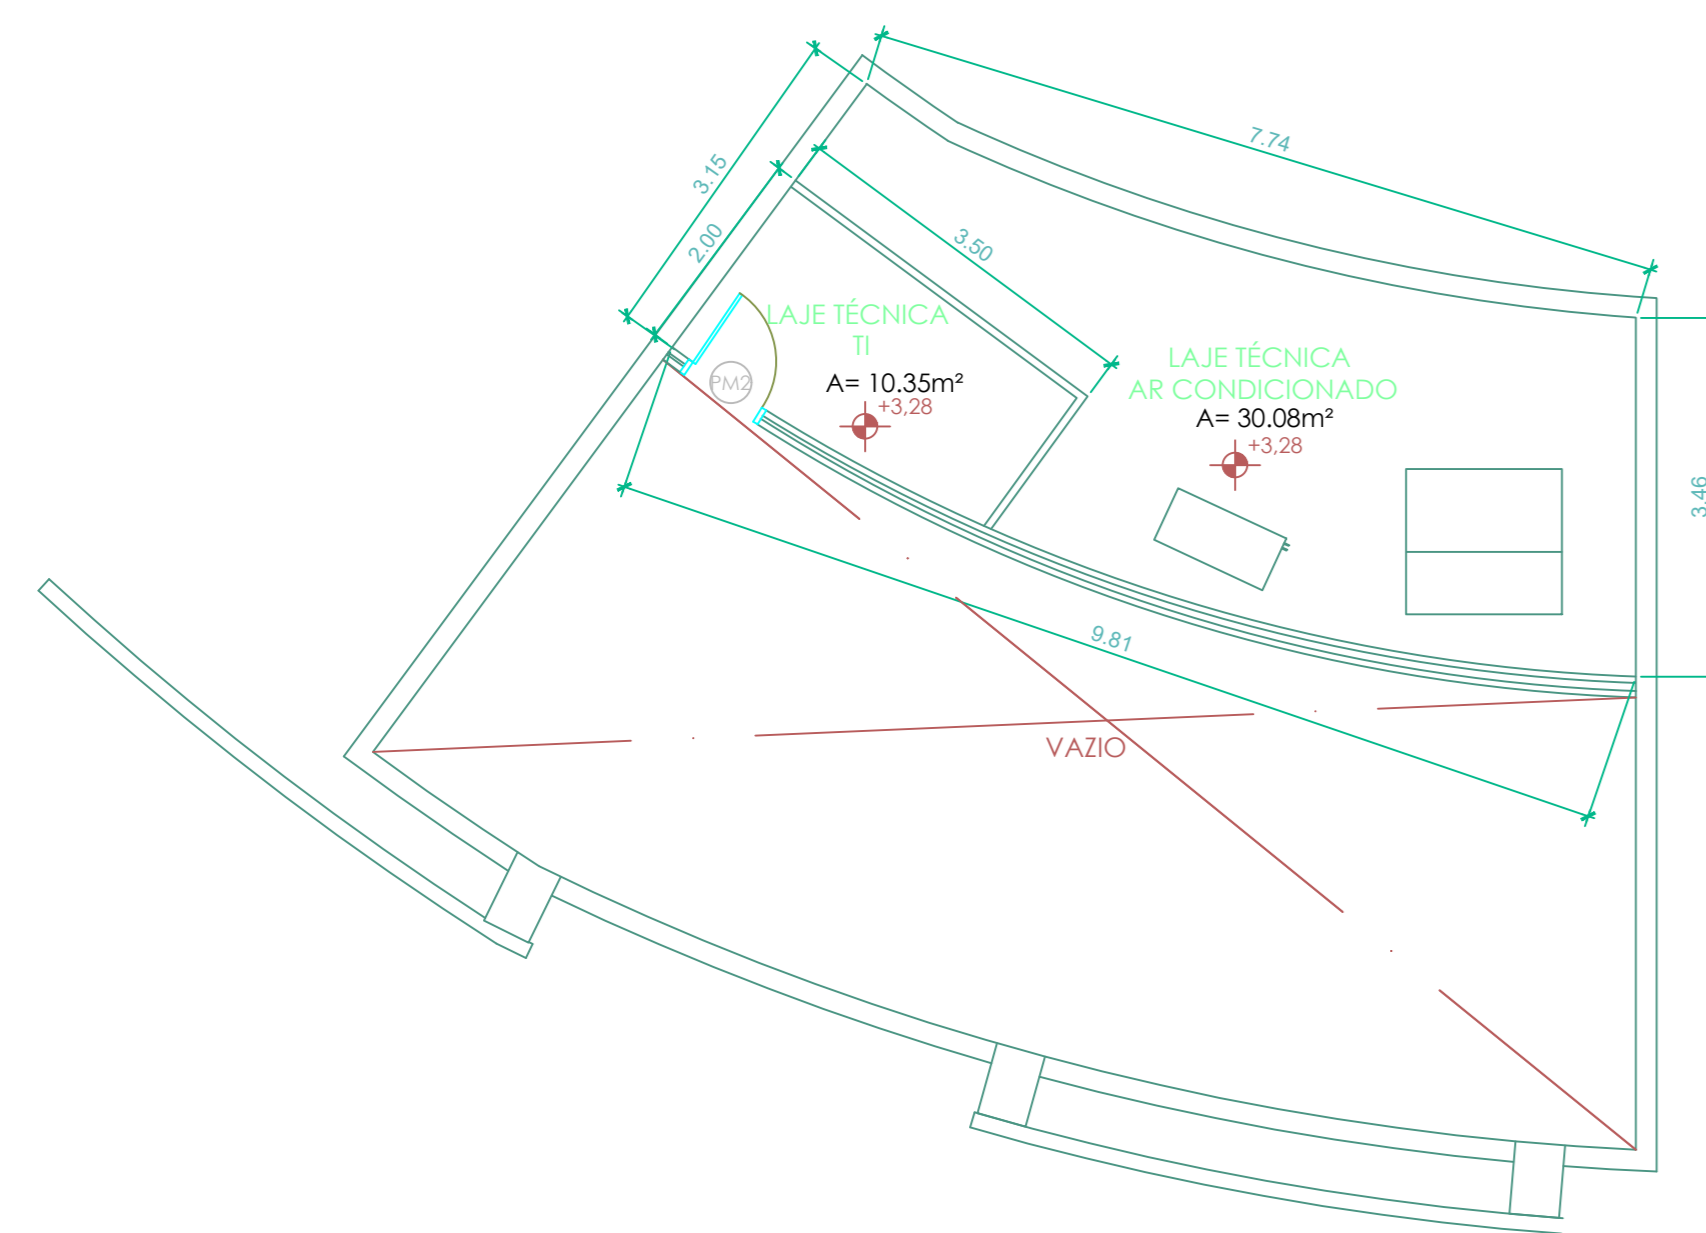 7.74
3.15
2.00
3.50
LAJE TÉCNICA
TI
A= 10.35m²
+3,28
PM2
LAJE TÉCNICA
AR CONDICIONADO
A= 30.08m²
+3,28
3.46
9.81
VAZIO